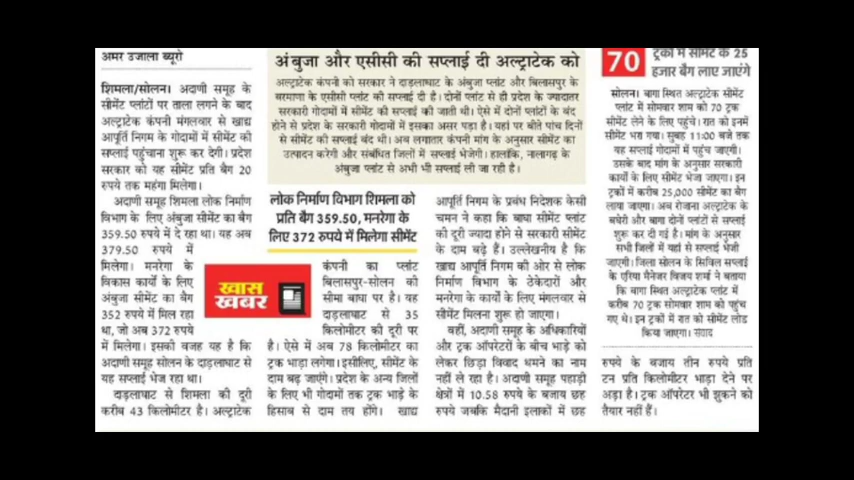 अमर उजाला ब्यूरो
शिमला/सोलन। अदाणी समूह के
सीमेंट प्लांटों पर ताला लगने के बाद
अल्ट्राटेक कंपनी मंगलवार से खाद्य
आपूर्ति निगम के गोदामों में सीमेंट की
सप्लाई पहुंचाना शुरू कर देगी। प्रदेश
सरकार को यह सीमेंट प्रति बैग 20
रुपये तक महंगा मिलेगा।
अदाणी समूह शिमला लोक निर्माण
विभाग के लिए अंबुजा सीमेंट का बैग
359.50 रुपये में दे रहा था। यह अब
379.50 रुपये में
मिलेगा। मनरेगा के
विकास कार्यों के लिए
अंबुजा सीमेंट का बैग
352 रुपये में मिल रहा
था, जो अब 372 रुपये
में मिलेगा। इसकी वजह यह है कि
अदाणी समूह सोलन के दाड़लाघाट से
यह सप्लाई भेज रहा था।
दाड़लाघाट से शिमला की दूरी
करीब 43 किलोमीटर है। अल्ट्राटेक
अंबुजा और एसीसी की सप्लाई दी अल्ट्राटेक को
अल्ट्राटेक कंपनी को सरकार ने दाड़लाघाट के अंबुजा प्लांट और बिलासपुर के
बरमाणा के एसीसी प्लांट की सप्लाई दी है। दोनों प्लांट से ही प्रदेश के ज्यादातर
सरकारी गोदामों में सीमेंट की सप्लाई की जाती थी। ऐसे में दोनों प्लांटों के बंद
होने से प्रदेश के सरकारी गोदामों में इसका असर पड़ा है। यहां पर बीते पांच दिनों
से सीमेंट की सप्लाई बंद थी। अब लगातार कंपनी मांग के अनुसार सीमेंट का
उत्पादन करेगी और संबंधित जिलों में सप्लाई भेजेगी। हालांकि, नालागढ़ के
अंबुजा प्लांट से अभी भी सप्लाई ली जा रही है।
लोक निर्माण विभाग शिमला को
प्रति बैग 359.50, मनरेगा के
लिए 372 रुपये में मिलेगा सीमेंट
खास
खबर
कंपनी का प्लांट
बिलासपुर-सोलन की
सीमा बाघा पर है। यह
दाड़लाघाट से 35
किलोमीटर की दूरी पर
है। ऐसे में अब 78 किलोमीटर का
ट्रक भाड़ा लगेगा। इसीलिए, सीमेंट के
दाम बढ़ जाएंगे। प्रदेश के अन्य जिलों
के लिए भी गोदामों तक ट्रक भाड़े के
हिसाब से दाम तय होंगे। खाद्य
आपूर्ति निगम के प्रबंध निदेशक केसी
चमन ने कहा कि बाघा सीमेंट प्लांट
की दूरी ज्यादा होने से सरकारी सीमेंट
के दाम बढ़े हैं। उल्लेखनीय है कि
खाद्य आपूर्ति निगम की ओर से लोक
निर्माण विभाग के ठेकेदारों और
मनरेगा के कार्यों के लिए मंगलवार से
सीमेंट मिलना शुरू हो जाएगा।
वहीं, अदाणी समूह के अधिकारियों
और ट्रक ऑपरेटरों के बीच भाड़े को
लेकर छिड़ा विवाद थमने का नाम
नहीं ले रहा है। अदाणी समूह पहाड़ी
क्षेत्रों में 10.58 रुपये के बजाय छह
रुपये जबकि मैदानी इलाकों में छह
70 ट्रकों में सीमेंट के 25
हजार बैग लाए जाएंगे
सोलन। बागा स्थित अल्ट्राटेक सीमेंट
प्लांट में सोमवार शाम को 70 ट्रक
सीमेंट लेने के लिए पहुंचे। रात को इनमें
सीमेंट भरा गया। सुबह 11:00 बजे तक
यह सप्लाई गोदामों में पहुंच जाएगी।
उसके बाद मांग के अनुसार सरकारी
कार्यों के लिए सीमेंट भेजा जाएगा। इन
ट्रकों में करीब 25,000 सीमेंट का बैग
लाया जाएगा। अब रोजाना अल्ट्राटेक के
बघेरी और बागा दोनों प्लांटों से सप्लाई
शुरू कर दी गई है। मांग के अनुसार
सभी जिलों में यहां से सप्लाई भेजी
जाएगी। जिला सोलन के सिविल सप्लाई
के एरिया मैनेजर विजय शर्मा ने बताया
कि बागा स्थित अल्ट्राटेक प्लांट में
करीब 70 ट्रक सोमवार शाम को पहुंच
गए थे। इन ट्रकों में रात को सीमेंट लोड
किया जाएगा। संवाद
रुपये के बजाय तीन रुपये प्रति
टन प्रति किलोमीटर भाड़ा देने पर
अड़ा है। ट्रक ऑपरेटर भी झुकने को
तैयार नहीं हैं।